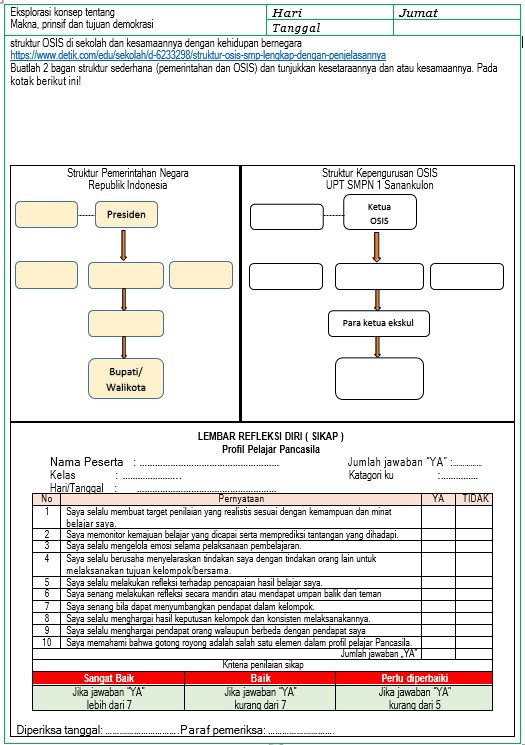 Eksplorasi konsep tentang
Makna, prinsif dan tujuan demokrasi
Hari
Jumat
Tanggal
struktur OSIS di sekolah dan kesamaannya dengan kehidupan bernegara
https://www.detik.com/edu/sekolah/d-6233298/struktur-osis-smp-lengkap-dengan-penjelasannya
Buatlah 2 bagan struktur sederhana (pemerintahan dan OSIS) dan tunjukkan kesetaraannya dan atau kesamaannya. Pada
kotak berikut ini!
Struktur Pemerintahan Negara
Republik Indonesia
Presiden
Bupati/
Walikota
Struktur Kepengurusan OSIS
UPT SMPN 1 Sanankulon
Ketua
OSIS
Para ketua ekskul
LEMBAR REFLEKSI DIRI ( SIKAP )
Profil Pelajar Pancasila
Nama Peserta : ………………………………………… Jumlah jawaban "YA" :…………
Kelas : …………………. Katagori ku :…………..
Hari/Tanggal : …………………………………………
No Pernyataan YA TIDAK
1 Saya selalu membuat target penilaian yang realistis sesuai dengan kemampuan dan minat
belajar saya.
2 Saya memonitor kemajuan belajar yang dicapai serta memprediksi tantangan yang dihadapi.
3 Saya selalu mengelola emosi selama pelaksanaan pembelajaran.
4 Saya selalu berusaha menyelaraskan tindakan saya dengan tindakan orang lain untuk
melaksanakan tujuan kelompok/bersama.
5 Saya selalu melakukan refleksi terhadap pencapaian hasil belajar saya.
6 Saya senang melakukan refleksi secara mandiri atau mendapat umpan balik dari teman
7 Saya senang bila dapat menyumbangkan pendapat dalam kelompok.
8 Saya selalu menghargai hasil keputusan kelompok dan konsisten melaksanakannya.
9 Saya selalu menghargai pendapat orang walaupun berbeda dengan pendapat saya
10 Saya memahami bahwa gotong royong adalah salah satu elemen dalam profil pelajar Pancasila.
Jumlah jawaban „YA"
Kriteria penilaian sikap
Sangat Baik Baik Perlu diperbaiki
Jika jawaban "YA" Jika jawaban "YA" Jika jawaban "YA"
lebih dari 7 kurang dari 7 kurang dari 5
Diperiksa tanggal: ………………………. Paraf pemeriksa: …………………….